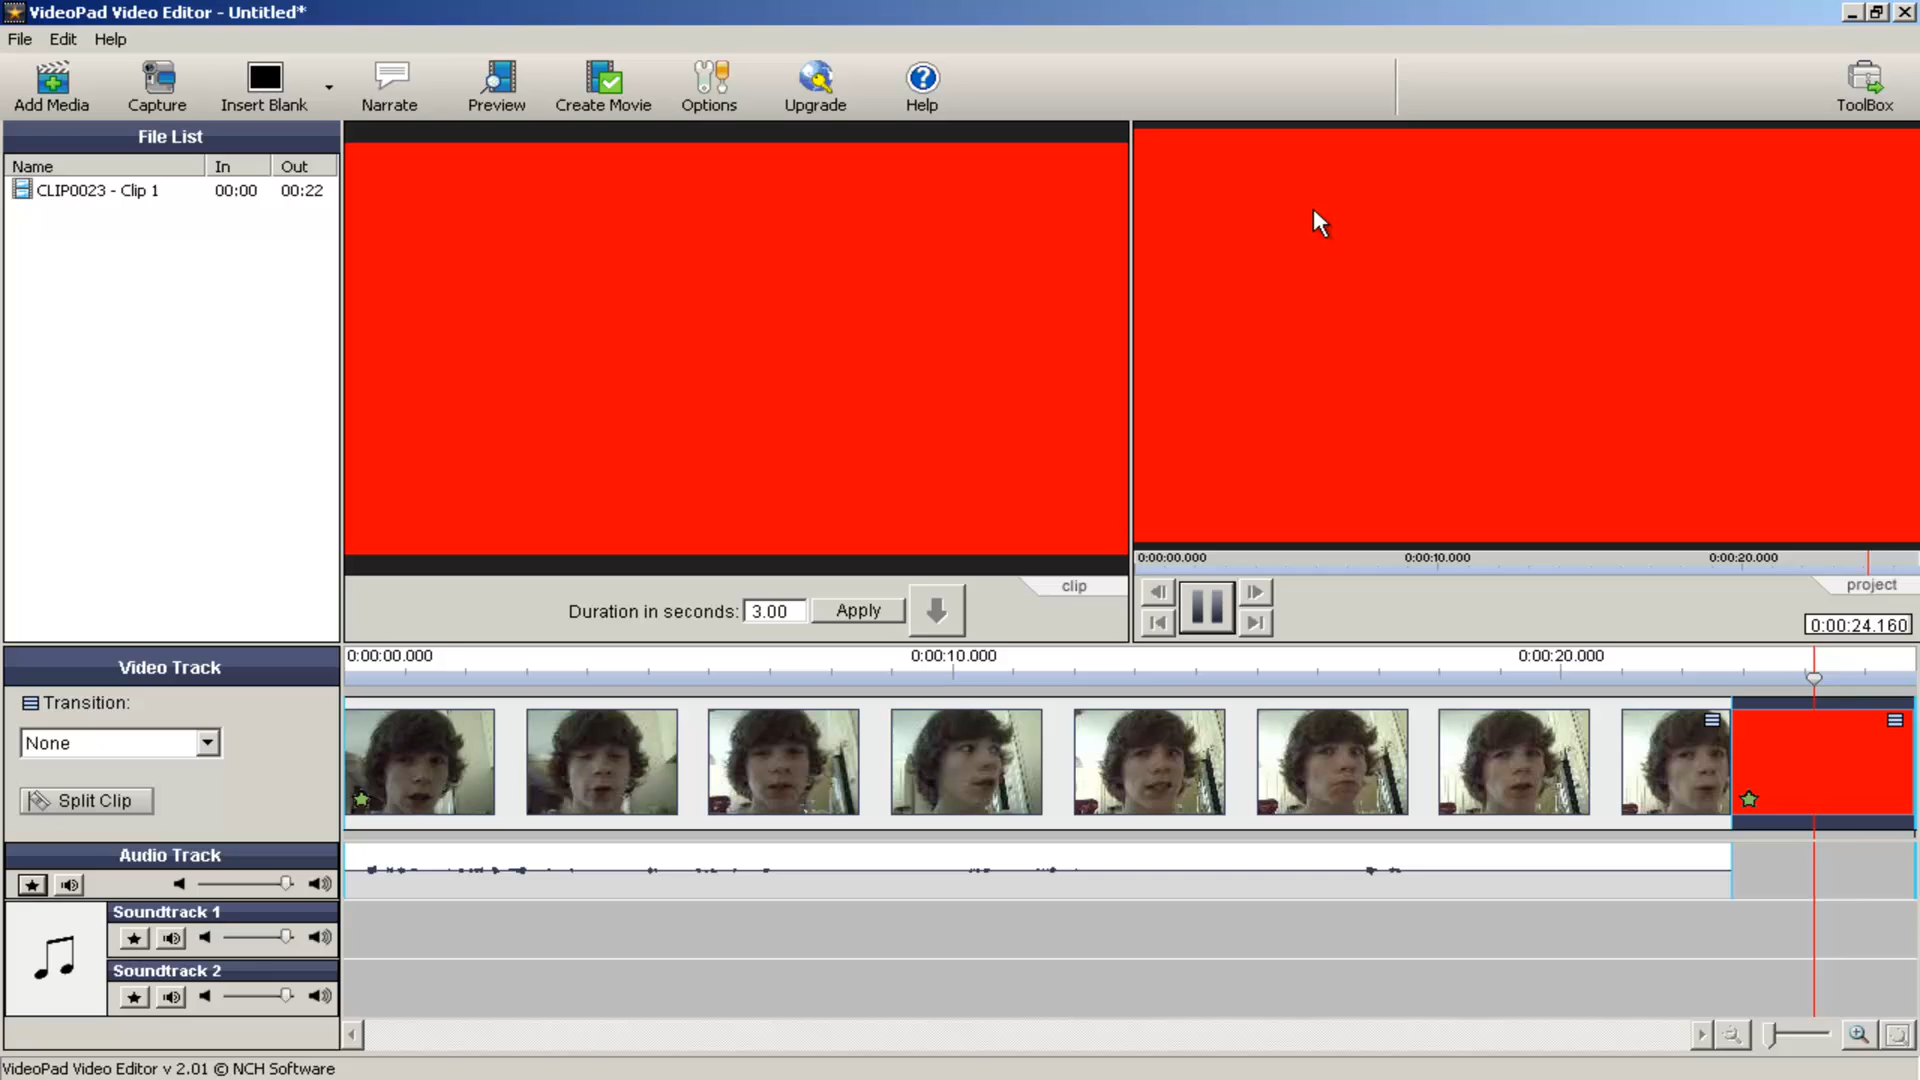 VideoPad Video Editor - Untitled*
File Edit Help
Add Media Capture Insert Blank Narrate Preview Create Movie Options Upgrade Help ToolBox
File List
Name In Out
CLIP0023 - Clip 1 00:00 00:22
0:00:00.000 0:00:10.000 0:00:20.000
clip project
Duration in seconds: 3.00 Apply
0:00:24.160
Video Track
0:00:00.000 0:00:10.000 0:00:20.000
Transition:
None
Split Clip
Audio Track
Soundtrack 1
Soundtrack 2
VideoPad Video Editor v 2.01 © NCH Software